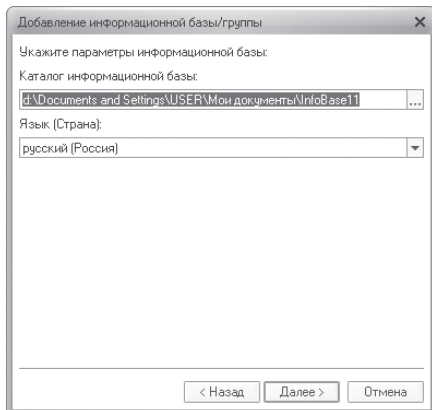 Добавление информационной базы/группы
Укажите параметры информационной базы:
Каталог информационной базы:
d:\Documents and Settings\USER\Мои документы\InfoBase11
...
Язык (Страна):
русский (Россия)
< Назад Далее > Отмена